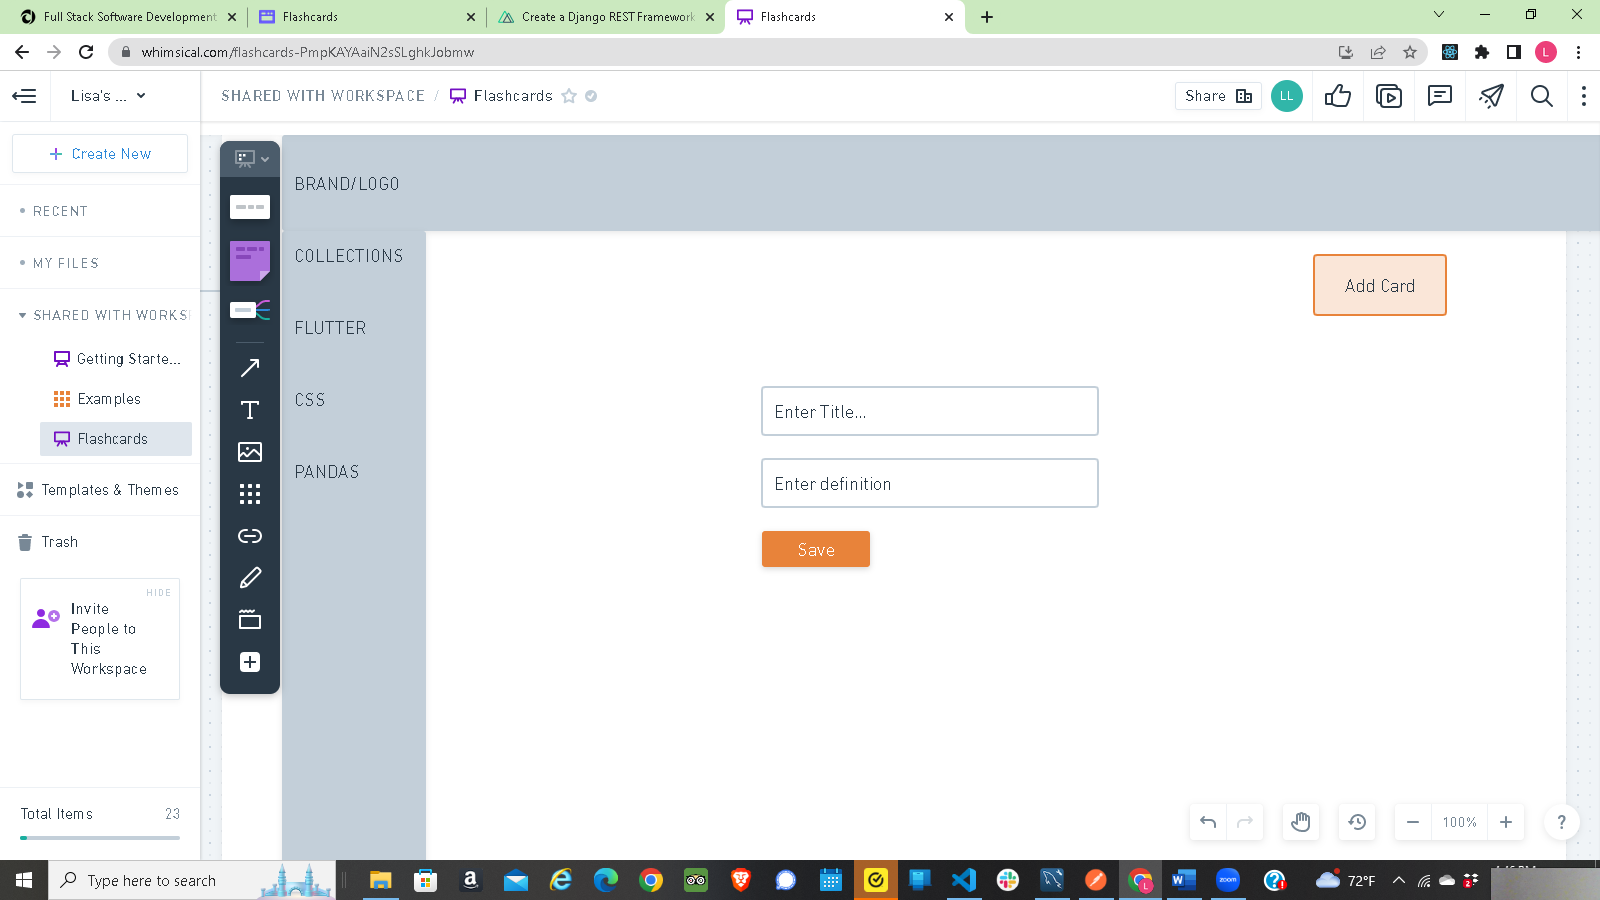 Full Stack Software Development
Flashcards
Create a Django REST Framework
Flashcards
whimsical.com/flashcards-PmpKAYAaiN2sSLghkJobmw
L
Lisa's ...
SHARED WITH WORKSPACE / Flashcards
Share
LL
+ Create New
RECENT
MY FILES
SHARED WITH WORKS
Getting Starte...
Examples
Flashcards
Templates & Themes
Trash
HIDE
Invite
People to
This
Workspace
Total Items 23
BRAND/LOGO
COLLECTIONS
FLUTTER
CSS
PANDAS
Add Card
Enter Title...
Enter definition
Save
100%
?
Type here to search
zoom
72°F